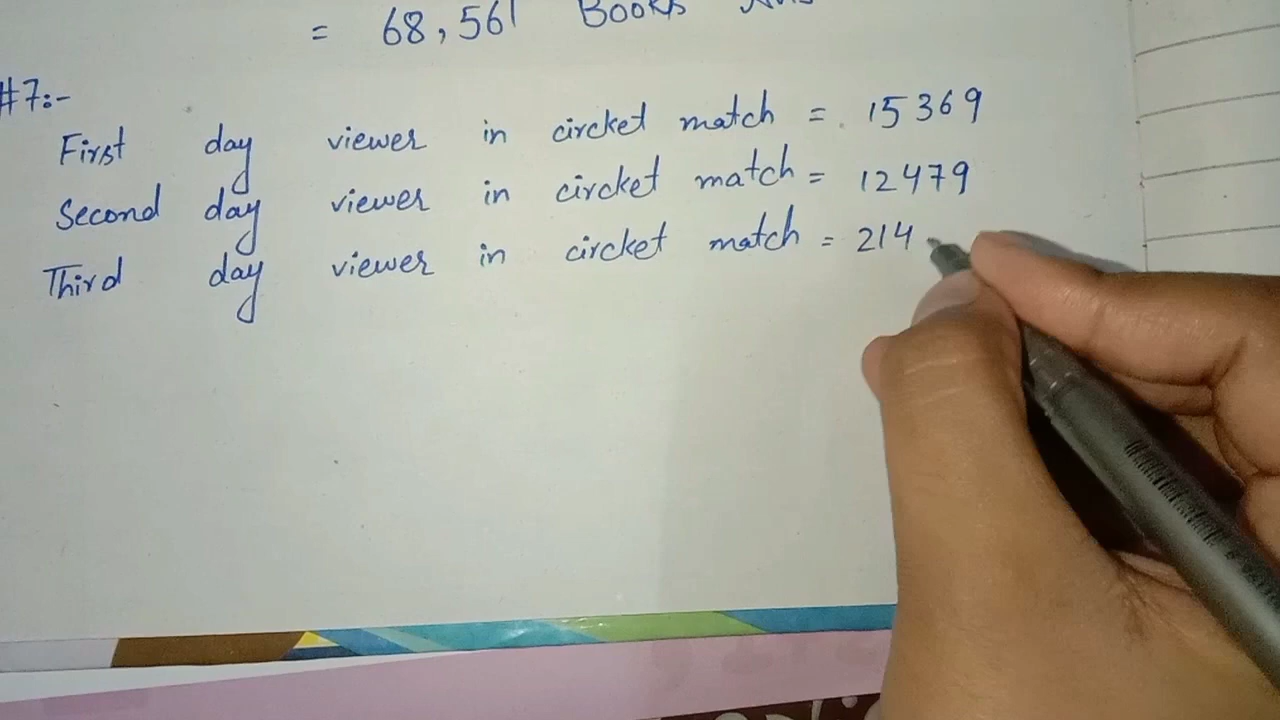 = 68,561 Books
#7:-
First day viewer in circket match = 15369
Second day viewer in circket match = 12479
Third day viewer in circket match = 214